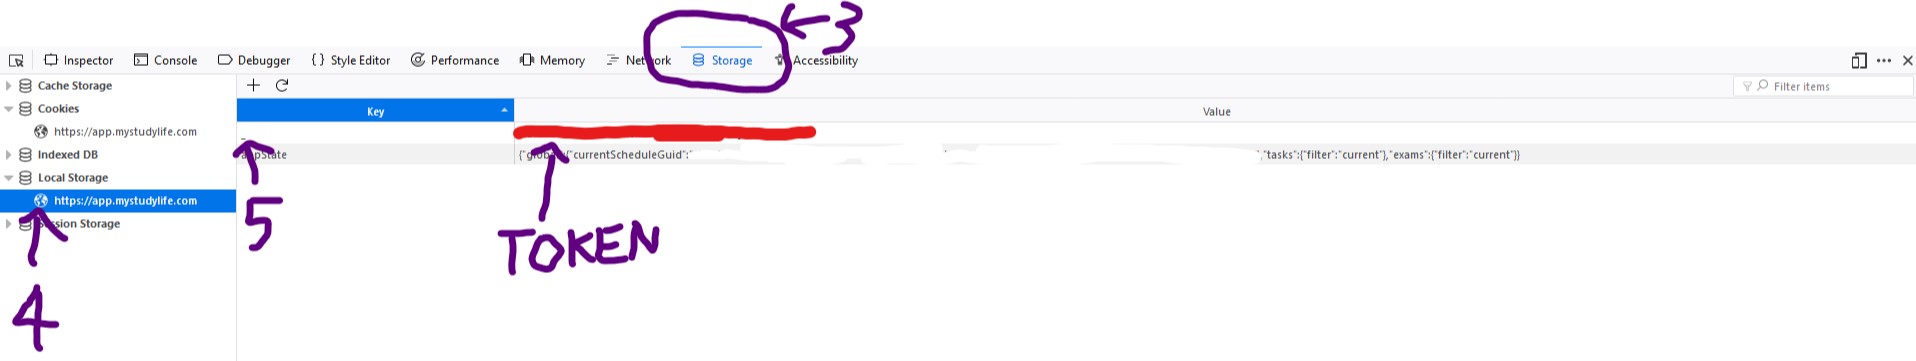 3
Inspector Console Debugger {} Style Editor Performance Memory Network Storage Accessibility
Cache Storage
Filter items
Cookies
Key Value
https://app.mystudylife.com
_
Indexed DB
appState {"global":{"currentScheduleGuid":" ","tasks":{"filter":"current"},"exams":{"filter":"current"}}
Local Storage
https://app.mystudylife.com
Session Storage
5
TOKEN
4